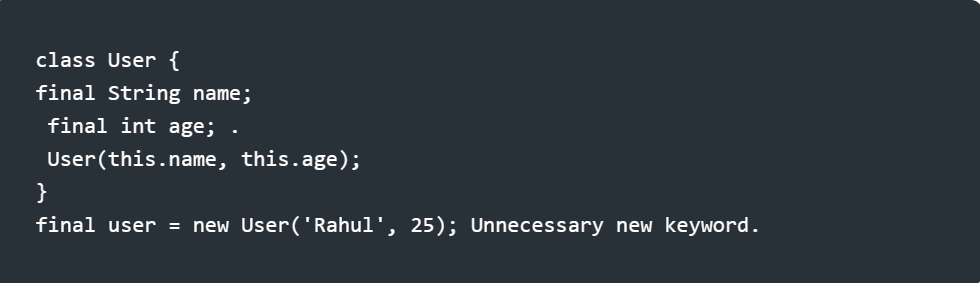 class User {
final String name;
 final int age; .
 User(this.name, this.age);
}
final user = new User('Rahul', 25); Unnecessary new keyword.